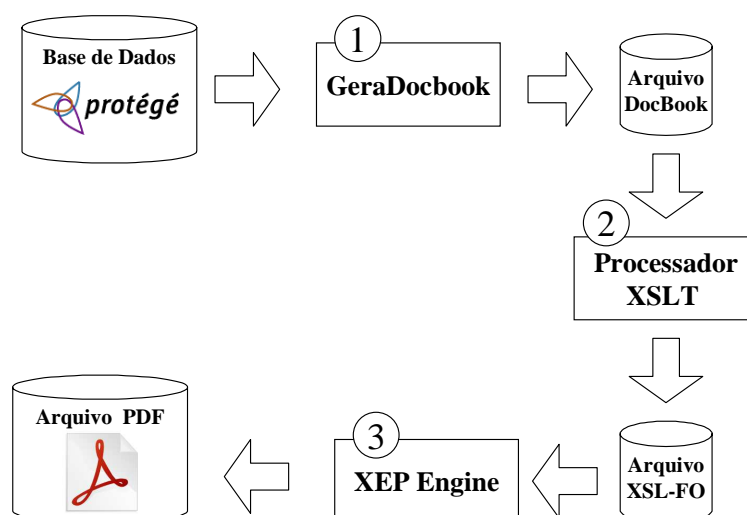 Base de Dados
protégé
1
GeraDocbook
Arquivo
DocBook
2
Processador
XSLT
Arquivo
XSL-FO
3
XEP Engine
Arquivo PDF